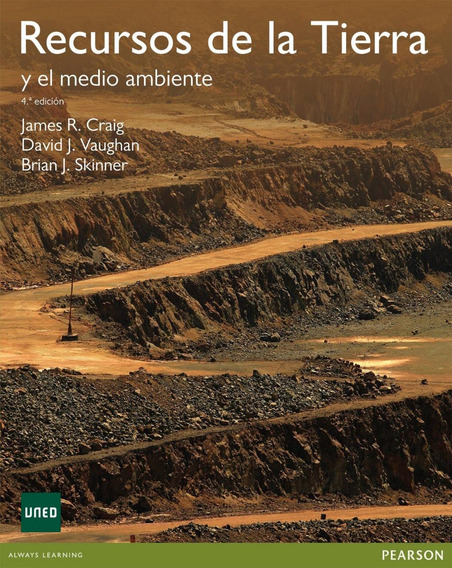 Recursos de la Tierra
y el medio ambiente
4.ª edición
James R. Craig
David J. Vaughan
Brian J. Skinner
UNED
ALWAYS LEARNING
PEARSON